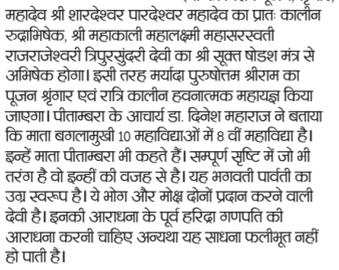 महादेव श्री शारदेश्वर पारदेश्वर महादेव का प्रातः कालीन
रुद्राभिषेक, श्री महाकाली महालक्ष्मी महासरस्वती
राजराजेश्वरी त्रिपुरसुंदरी देवी का श्री सूक्त षोडश मंत्र से
अभिषेक होगा। इसी तरह मर्यादा पुरुषोत्तम श्रीराम का
पूजन श्रृंगार एवं रात्रि कालीन हवनात्मक महायज्ञ किया
जाएगा। पीताम्बरा के आचार्य डा. दिनेश महाराज ने बताया
कि माता बगलामुखी 10 महाविद्याओं में 8 वीं महाविद्या है।
इन्हें माता पीताम्बरा भी कहते हैं। सम्पूर्ण सृष्टि में जो भी
तरंग है वो इन्हीं की वजह से है। यह भगवती पार्वती का
उग्र स्वरूप है। ये भोग और मोक्ष दोनों प्रदान करने वाली
देवी है। इनकी आराधना के पूर्व हरिद्रा गणपति की
आराधना करनी चाहिए अन्यथा यह साधना फलीभूत नहीं
हो पाती है।